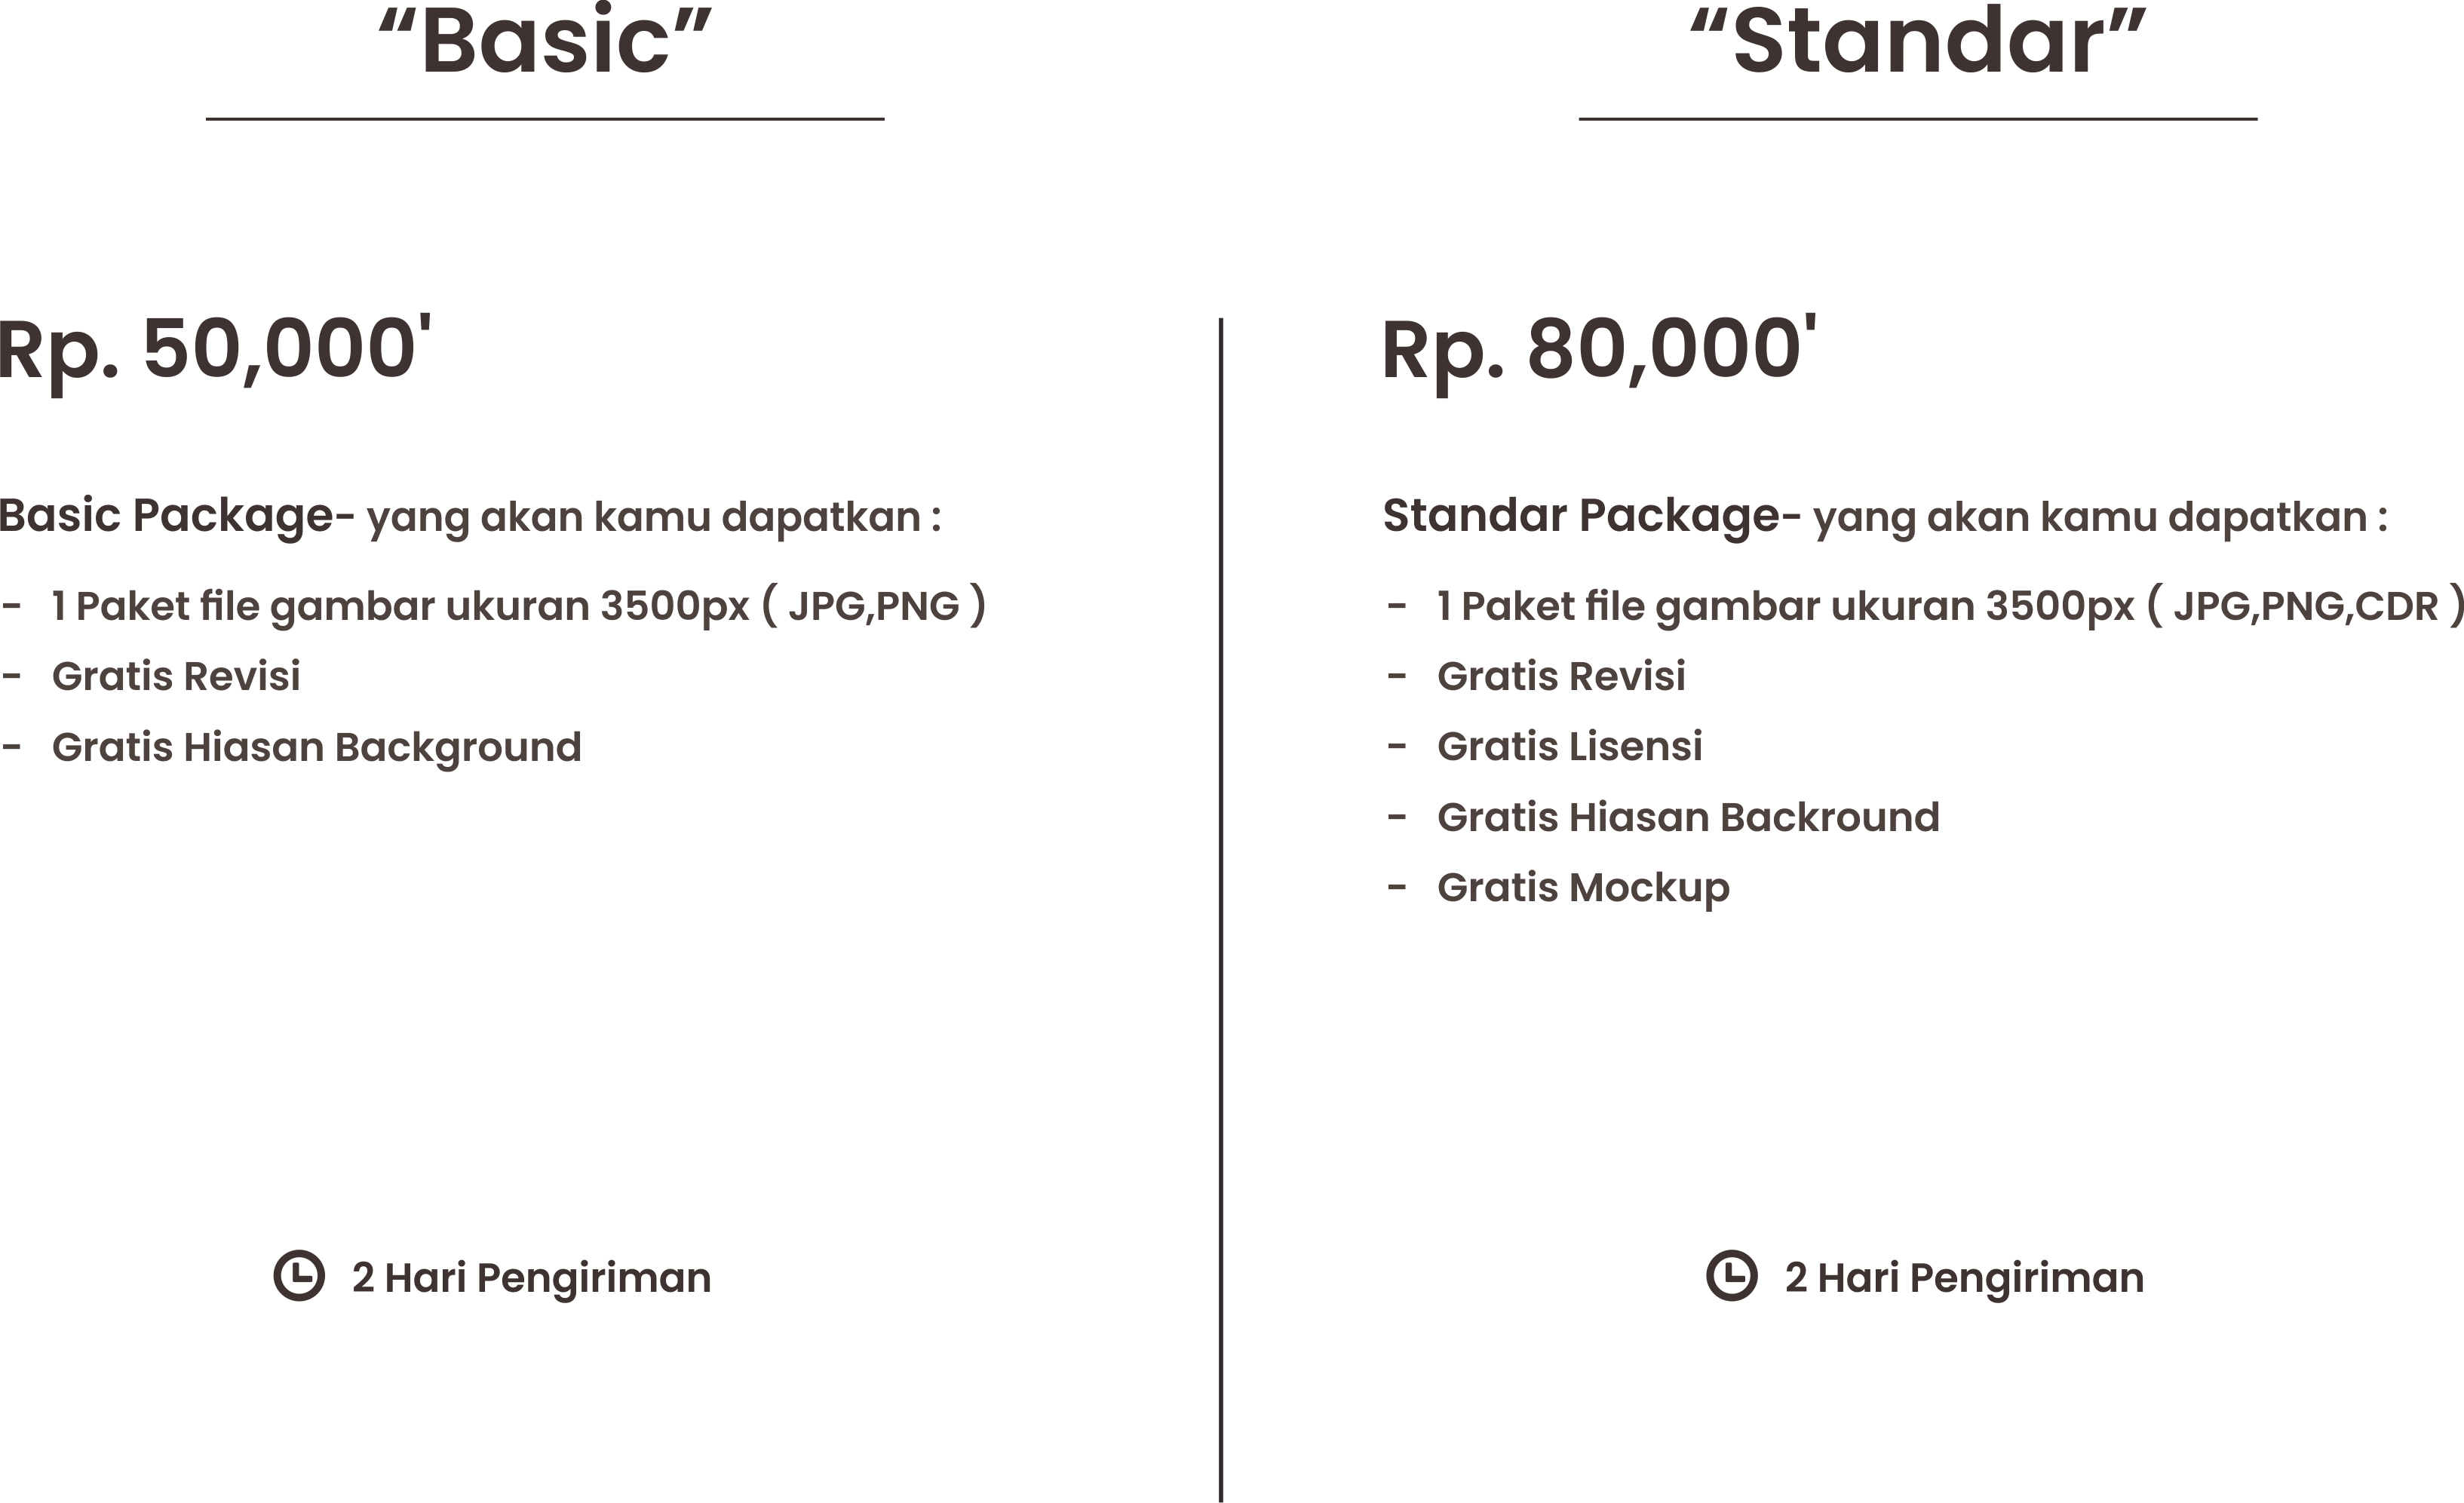 “Basic”
Rp. 50,000'
Basic Package- yang akan kamu dapatkan :
- 1 Paket file gambar ukuran 3500px ( JPG,PNG )
- Gratis Revisi
- Gratis Hiasan Background
2 Hari Pengiriman
“Standar”
Rp. 80,000'
Standar Package- yang akan kamu dapatkan :
- 1 Paket file gambar ukuran 3500px ( JPG,PNG,CDR )
- Gratis Revisi
- Gratis Lisensi
- Gratis Hiasan Backround
- Gratis Mockup
2 Hari Pengiriman